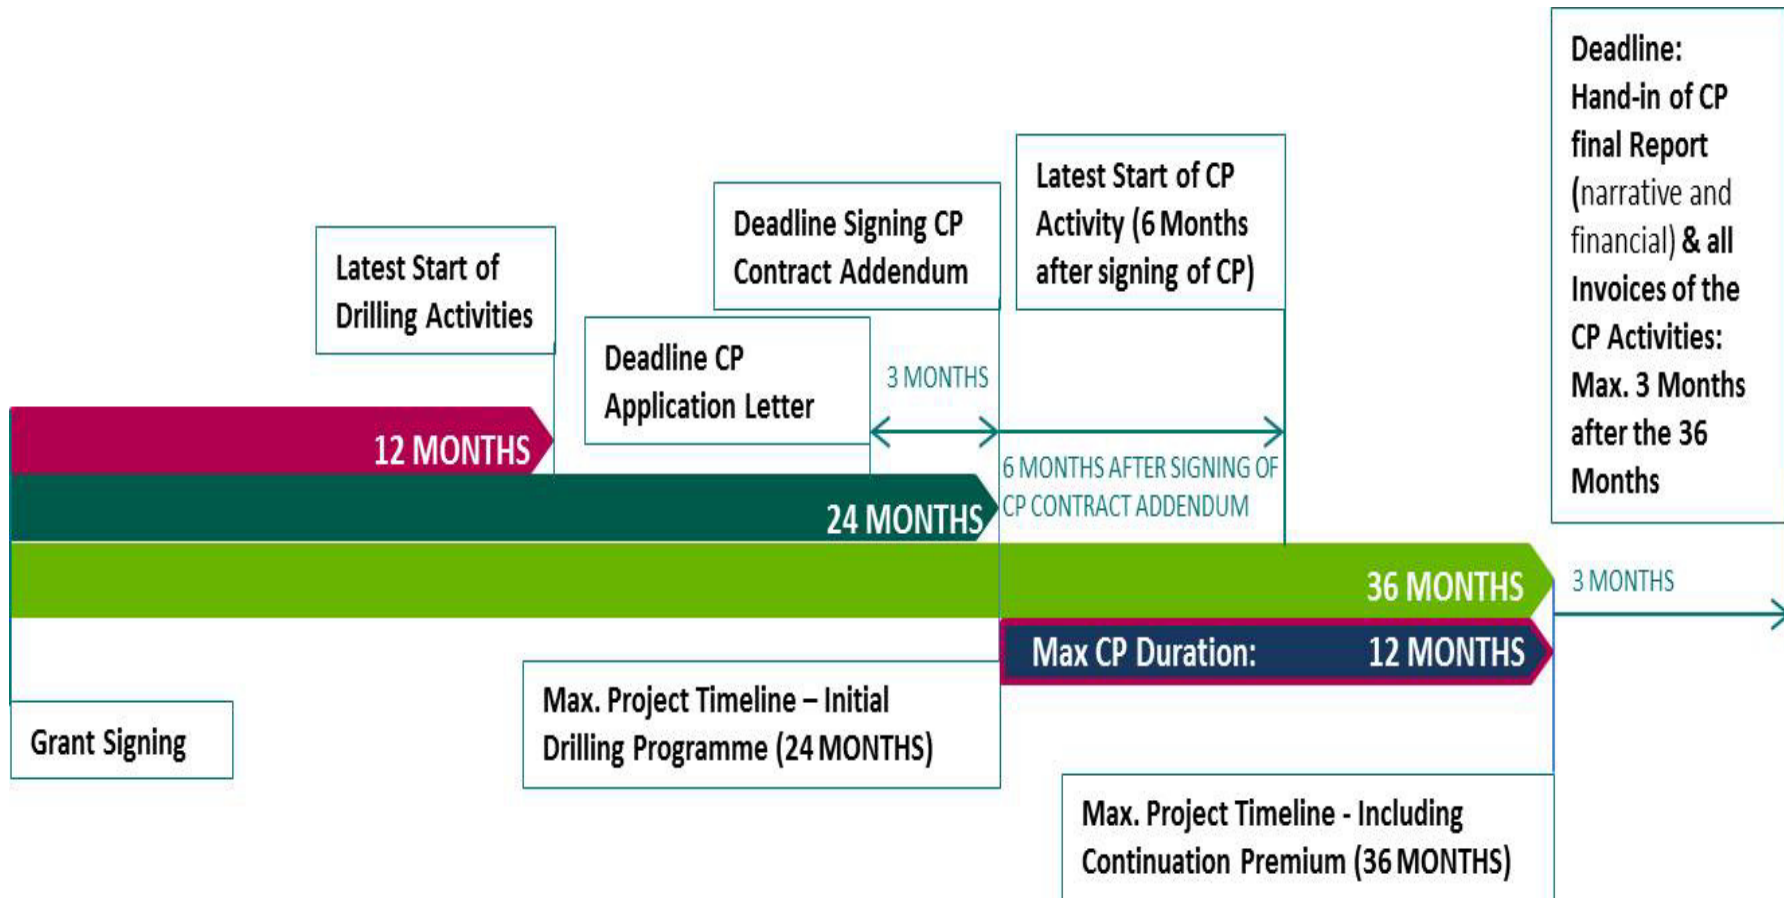 Deadline:
Hand-in of CP
final Report
(narrative and
financial) & all
Invoices of the
CP Activities:
Max. 3 Months
after the 36
Months
Latest Start of CP
Activity (6 Months
after signing of CP)
Deadline Signing CP
Contract Addendum
Latest Start of
Drilling Activities
Deadline CP
Application Letter
3 MONTHS
12 MONTHS
6 MONTHS AFTER SIGNING OF
CP CONTRACT ADDENDUM
24 MONTHS
36 MONTHS
3 MONTHS
Max CP Duration: 12 MONTHS
Max. Project Timeline – Initial
Drilling Programme (24 MONTHS)
Grant Signing
Max. Project Timeline - Including
Continuation Premium (36 MONTHS)